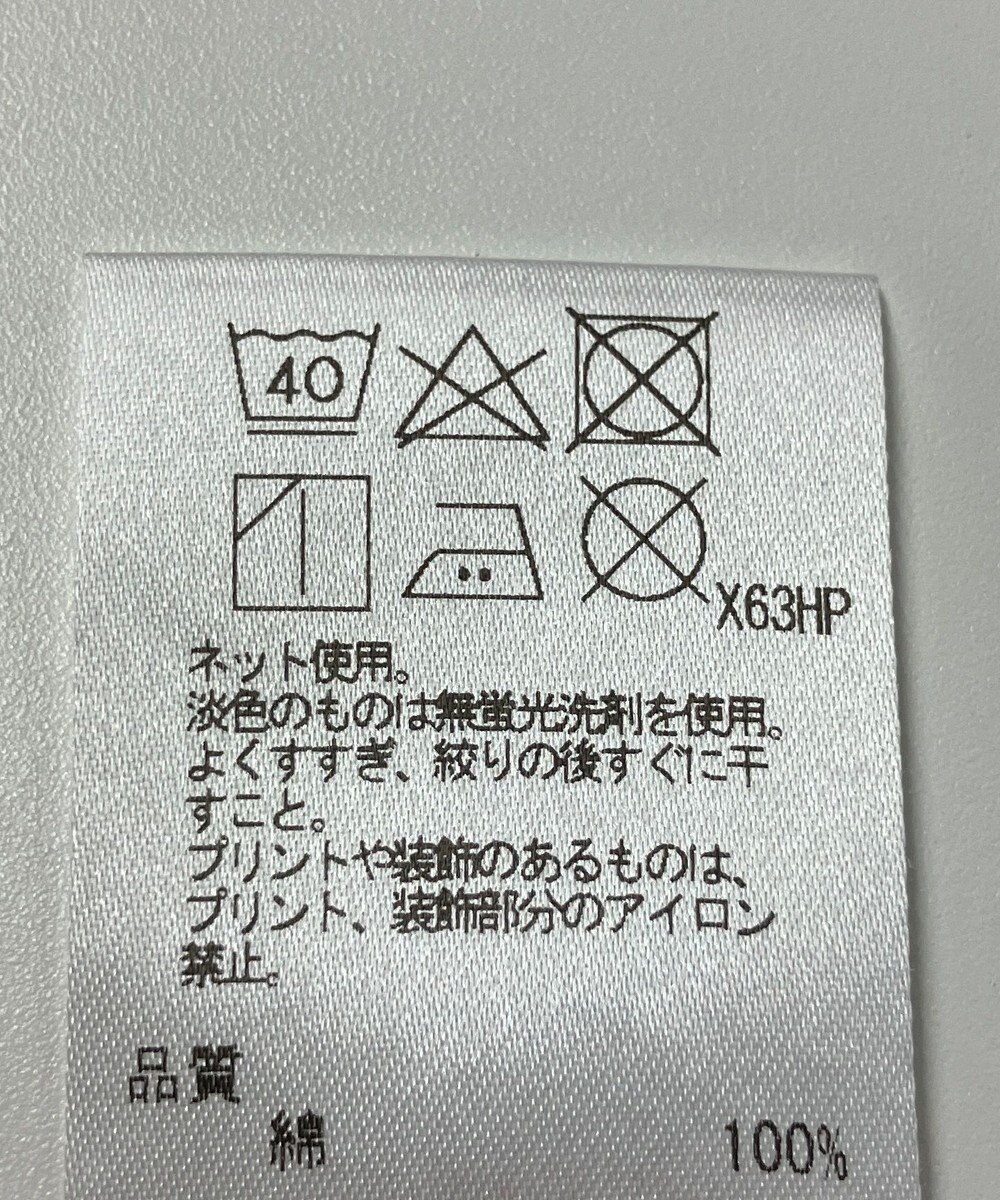 40
X63HP
ネット使用。
淡色のものは無蛍光洗剤を使用。
よくすすぎ、絞りの後すぐに干
すこと。
プリントや装飾のあるものは、
プリント、装飾部分のアイロン
禁止。
品質
綿 100%